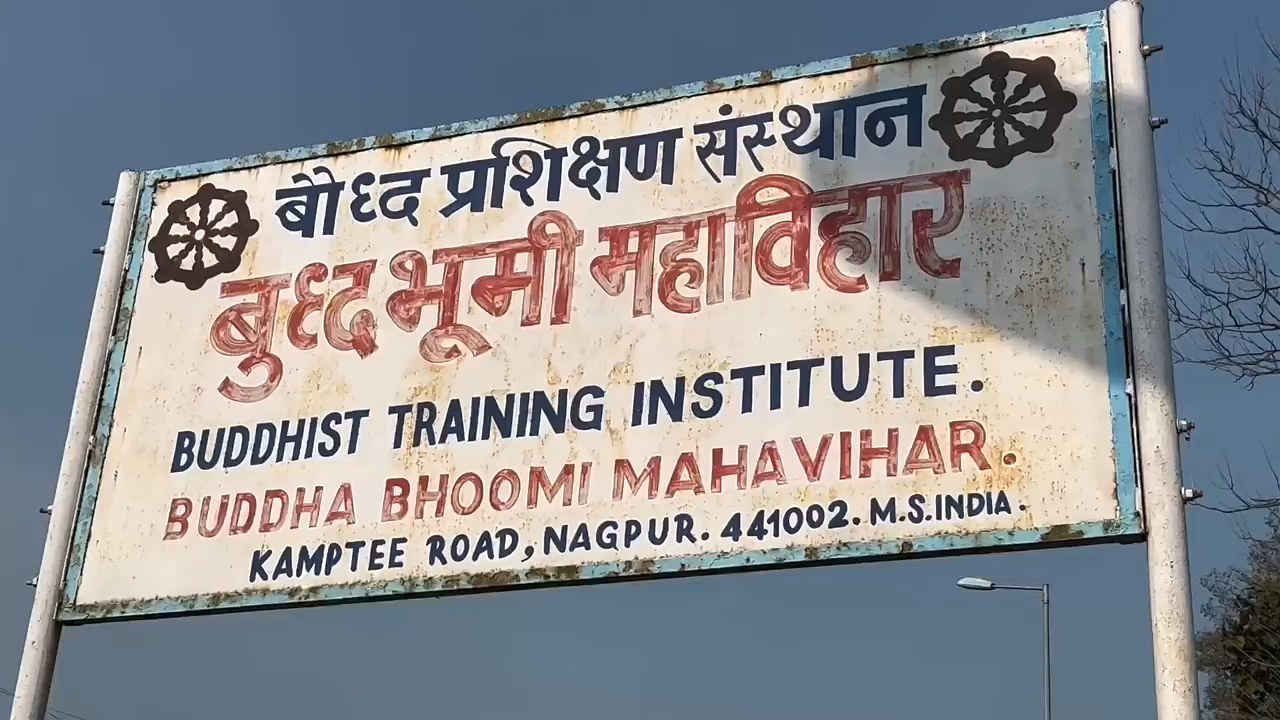 बौध्द प्रशिक्षण संस्थान
बुध्द भूमी महाविहार
BUDDHIST TRAINING INSTITUTE.
BUDDHA BHOOMI MAHAVIHAR.
KAMPTEE ROAD, NAGPUR. 441002. M.S. INDIA.